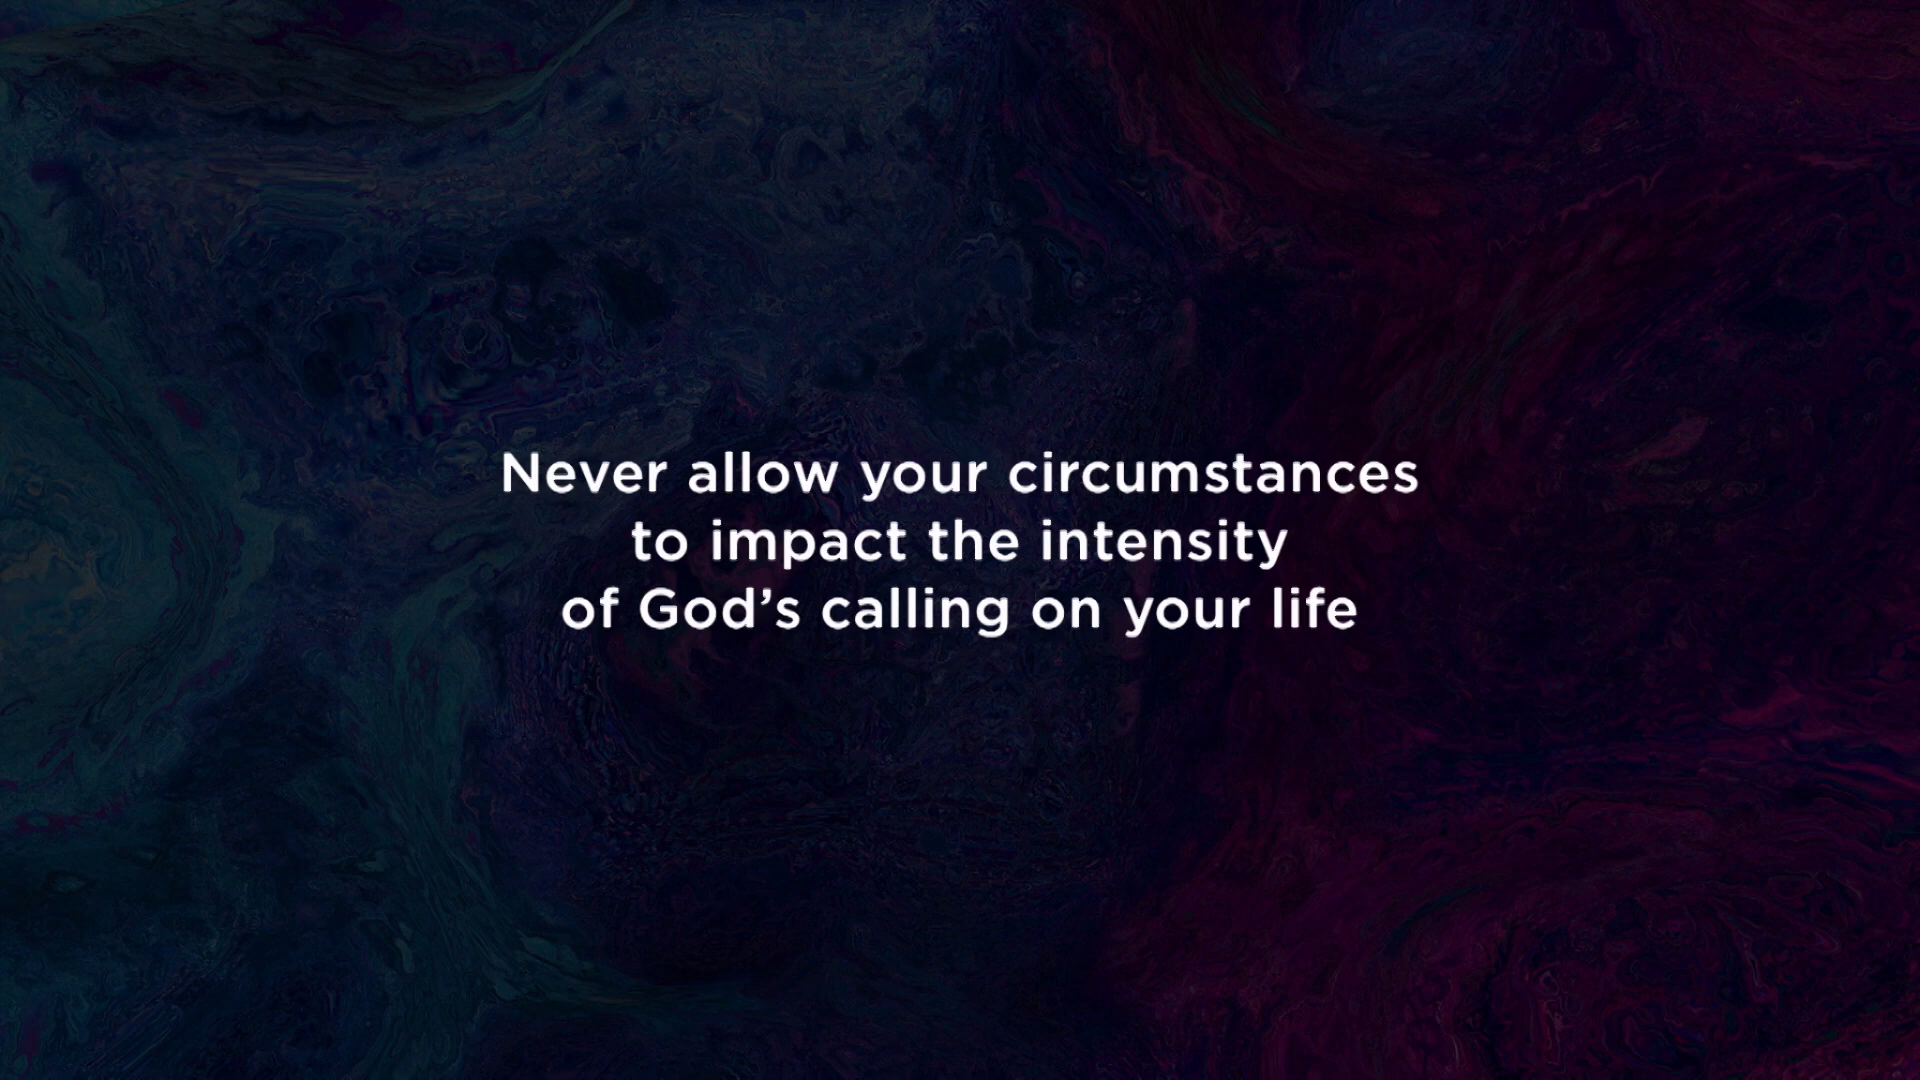 Never allow your circumstances
to impact the intensity
of God’s calling on your life